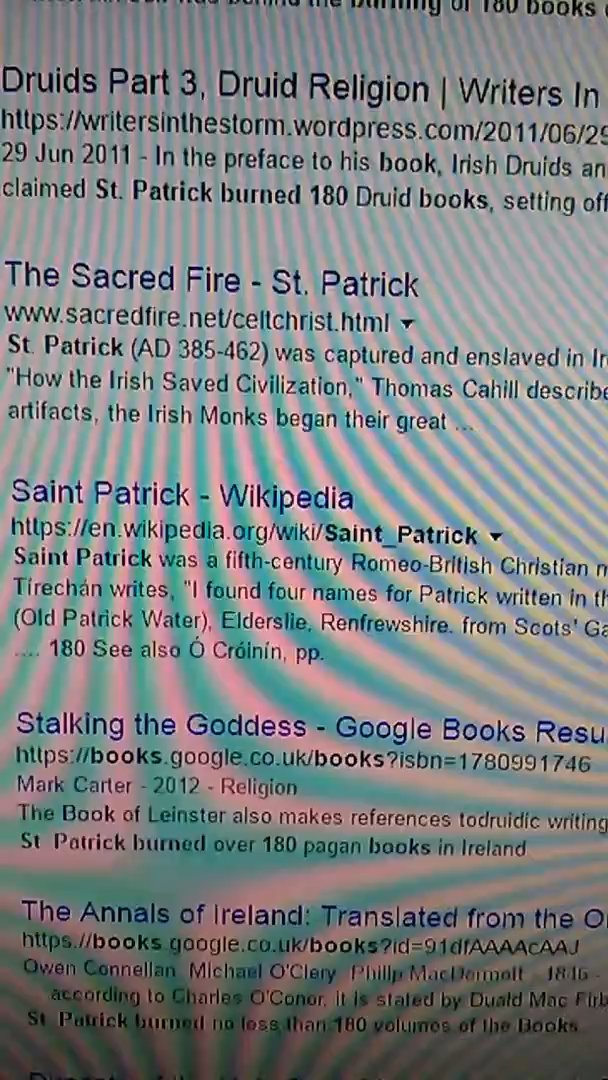 burning of 180 books
Druids Part 3, Druid Religion | Writers In
https://writersinthestorm.wordpress.com/2011/06/29
29 Jun 2011 - In the preface to his book, Irish Druids an
claimed St. Patrick burned 180 Druid books, setting off
The Sacred Fire - St. Patrick
www.sacredfire.net/celtchrist.html
St. Patrick (AD 385-462) was captured and enslaved in Ir
"How the Irish Saved Civilization," Thomas Cahill describe
artifacts, the Irish Monks began their great ...
Saint Patrick - Wikipedia
https://en.wikipedia.org/wiki/Saint_Patrick
Saint Patrick was a fifth-century Romeo-British Christian m
Tírechán writes, "I found four names for Patrick written in th
(Old Patrick Water), Elderslie, Renfrewshire. from Scots' Ga
.... 180 See also Ó Cróinín, pp.
Stalking the Goddess - Google Books Resu
https://books.google.co.uk/books?isbn=1780991746
Mark Carter - 2012 - Religion
The Book of Leinster also makes references todruidic writing
St. Patrick burned over 180 pagan books in Ireland
The Annals of Ireland: Translated from the O
https://books.google.co.uk/books?id=91dfAAAAcAAJ
Owen Connellan, Michael O'Clery, Philip MacDermott - 1846 -
according to Charles O'Conor, it is stated by Duald Mac Firb
St. Patrick burned no less than 180 volumes of the Books